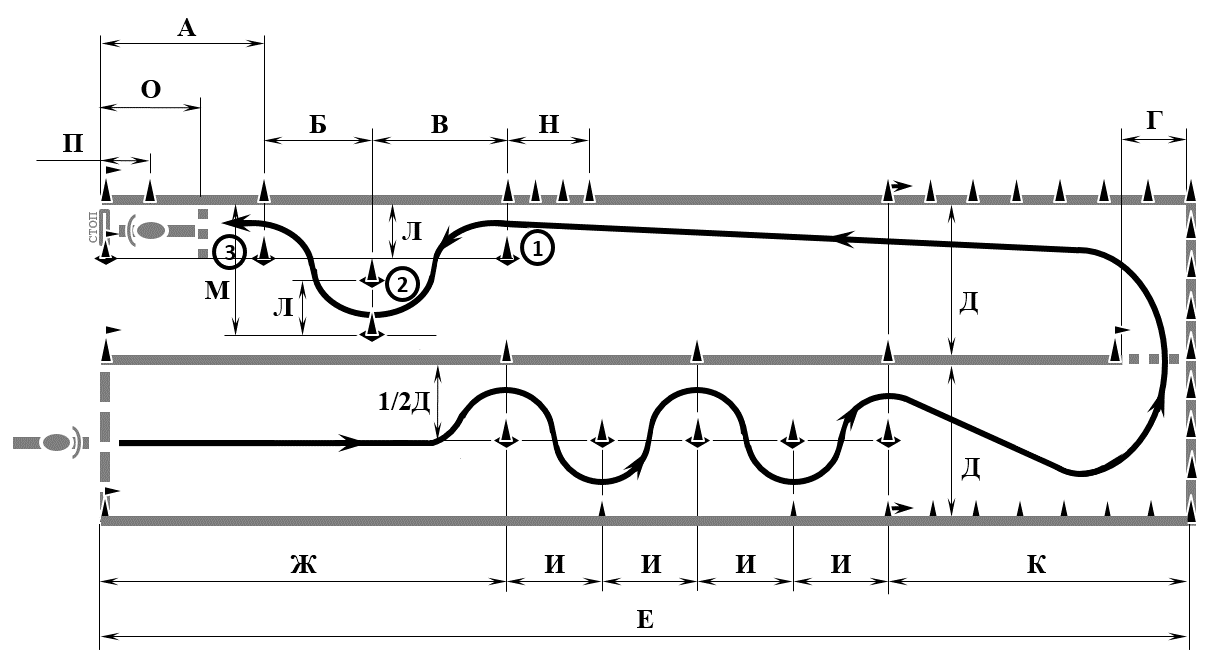 А
О
П
Б
В
Н
Г
СТОП
Л
3
1
2
М
Л
Д
1/2Д
Д
Ж
И
И
И
И
К
Е